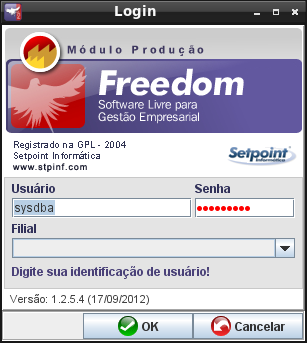 Login
Módulo Produção
Freedom
Software Livre para
Gestão Empresarial
Registrado na GPL - 2004
Setpoint Informática
www.stpinf.com
Setpoint
Informática
Usuário
Senha
sysdba
Filial
Digite sua identificação de usuário!
Versão: 1.2.5.4 (17/09/2012)
OK
Cancelar